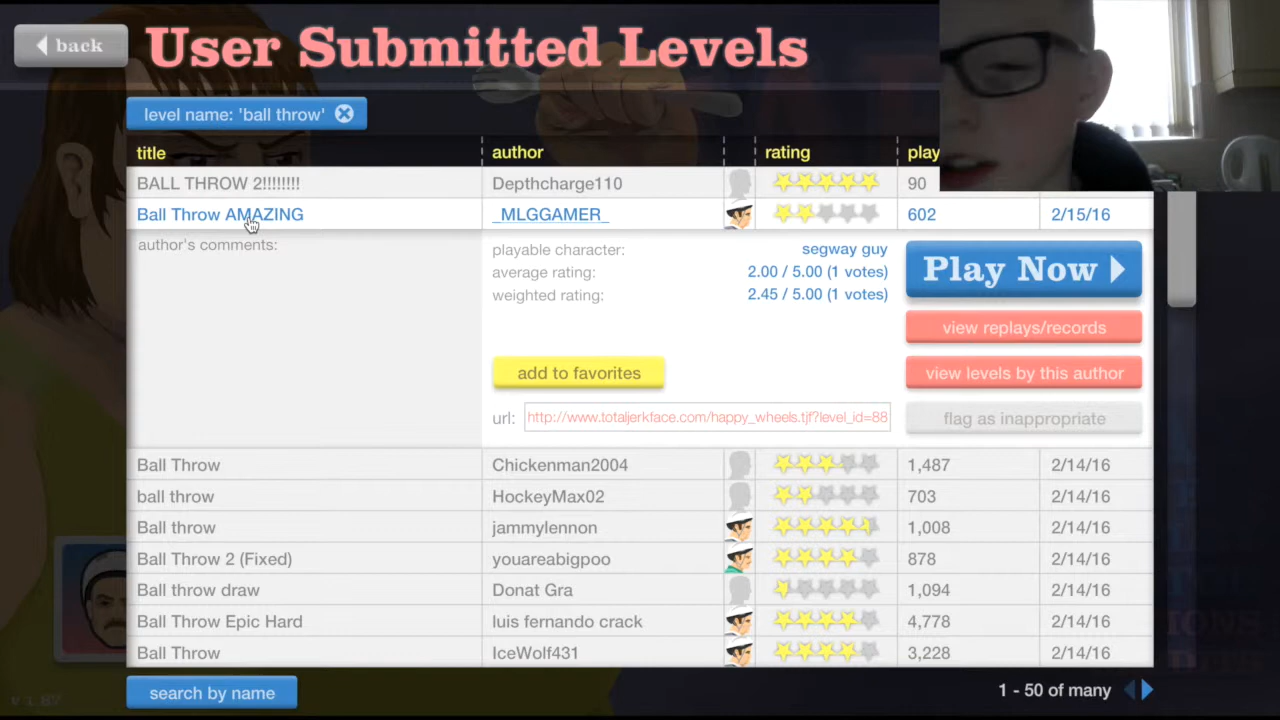 back
User Submitted Levels
level name: 'ball throw'
title author rating play
BALL THROW 2!!!!!!!! Depthcharge110 90
Ball Throw AMAZING _MLGGAMER_ 602 2/15/16
author's comments:
playable character: segway guy
average rating: 2.00 / 5.00 (1 votes)
weighted rating: 2.45 / 5.00 (1 votes)
Play Now
view replays/records
add to favorites
view levels by this author
url: http://www.totaljerkface.com/happy_wheels.tjf?level_id=88
flag as inappropriate
Ball Throw Chickenman2004 1,487 2/14/16
ball throw HockeyMax02 703 2/14/16
Ball throw jammylennon 1,008 2/14/16
Ball Throw 2 (Fixed) youareabigpoo 878 2/14/16
Ball throw draw Donat Gra 1,094 2/14/16
Ball Throw Epic Hard luis fernando crack 4,778 2/14/16
Ball Throw IceWolf431 3,228 2/14/16
search by name
1 - 50 of many